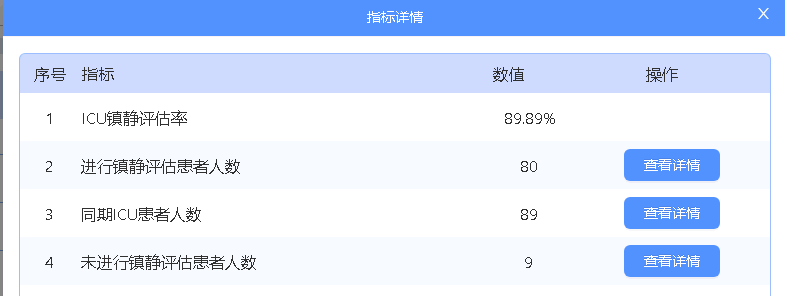 指标详情 X
序号 指标 数值 操作
1 ICU镇静评估率 89.89%
2 进行镇静评估患者人数 80 查看详情
3 同期ICU患者人数 89 查看详情
4 未进行镇静评估患者人数 9 查看详情